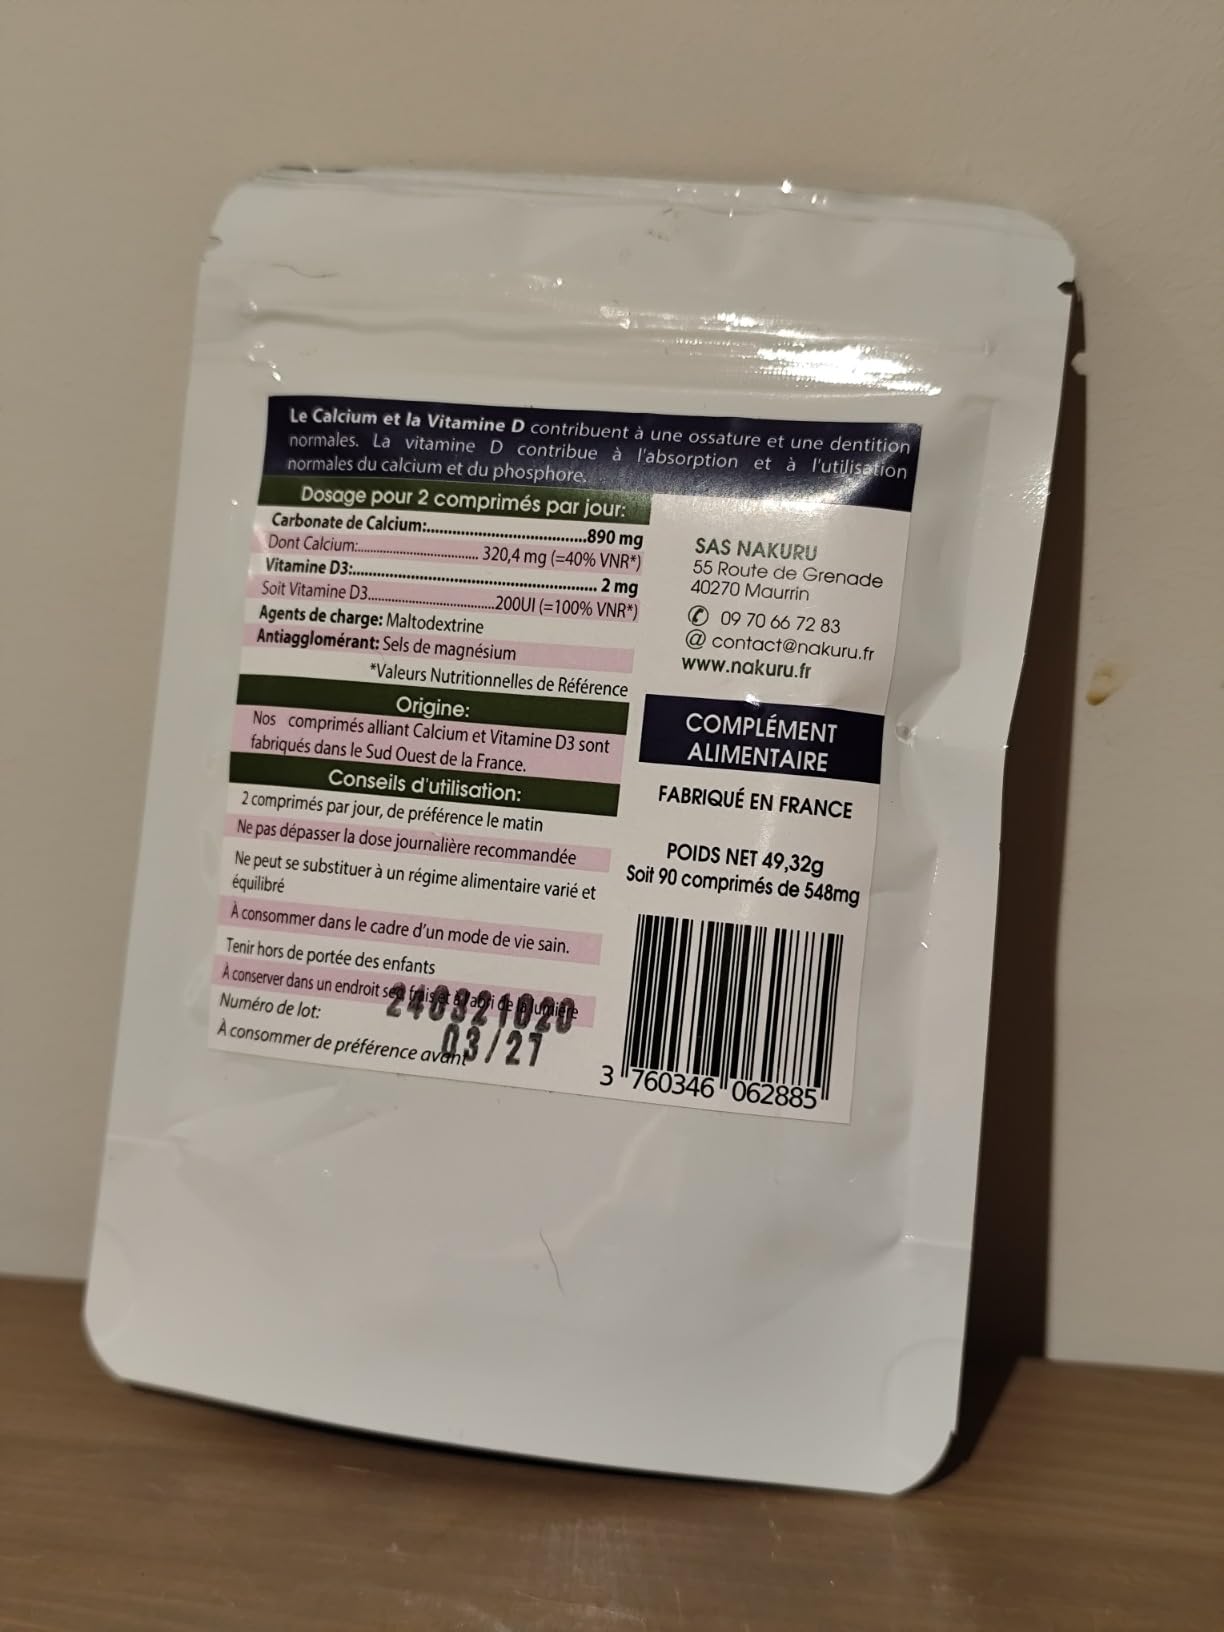 Le Calcium et la Vitamine D contribuent à une ossature et une dentition
normales. La vitamine D contribue à l'absorption et à l'utilisation
normales du calcium et du phosphore.
Dosage pour 2 comprimés par jour:
Carbonate de Calcium:..............................890 mg
Dont Calcium:.............................. 320,4 mg (=40% VNR*)
Vitamine D3:.................................................. 2 mg
Soit Vitamine D3..............................200UI (=100% VNR*)
Agents de charge: Maltodextrine
Antiagglomérant: Sels de magnésium
*Valeurs Nutritionnelles de Référence
Origine:
Nos comprimés alliant Calcium et Vitamine D3 sont
fabriqués dans le Sud Ouest de la France.
Conseils d'utilisation:
2 comprimés par jour, de préférence le matin
Ne pas dépasser la dose journalière recommandée
Ne peut se substituer à un régime alimentaire varié et
équilibré
À consommer dans le cadre d'un mode de vie sain.
Tenir hors de portée des enfants
À conserver dans un endroit sec frais et à l'abri de la lumière
Numéro de lot: 240321020
À consommer de préférence avant 03/27
SAS NAKURU
55 Route de Grenade
40270 Maurrin
09 70 66 72 83
@ contact@nakuru.fr
www.nakuru.fr
COMPLÉMENT
ALIMENTAIRE
FABRIQUÉ EN FRANCE
POIDS NET 49,32g
Soit 90 comprimés de 548mg
3 760346 062885